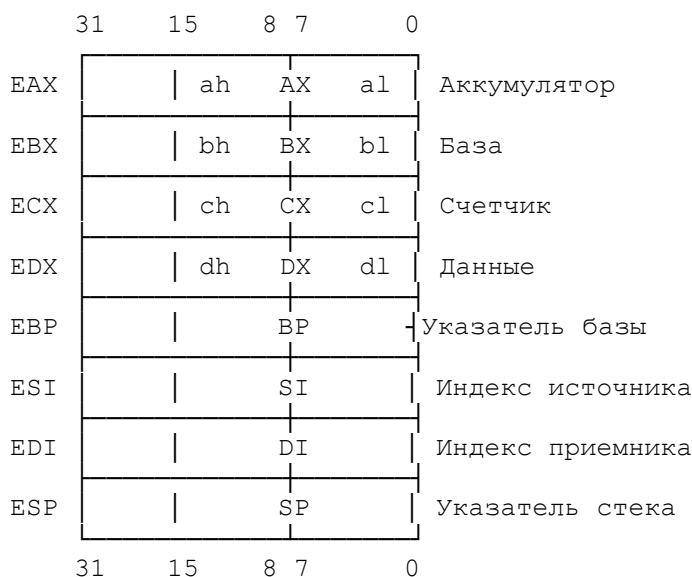 31 15 8 7 0
EAX ah AX al Аккумулятор
EBX bh BX bl База
ECX ch CX cl Счетчик
EDX dh DX dl Данные
EBP BP Указатель базы
ESI SI Индекс источника
EDI DI Индекс приемника
ESP SP Указатель стека
31 15 8 7 0